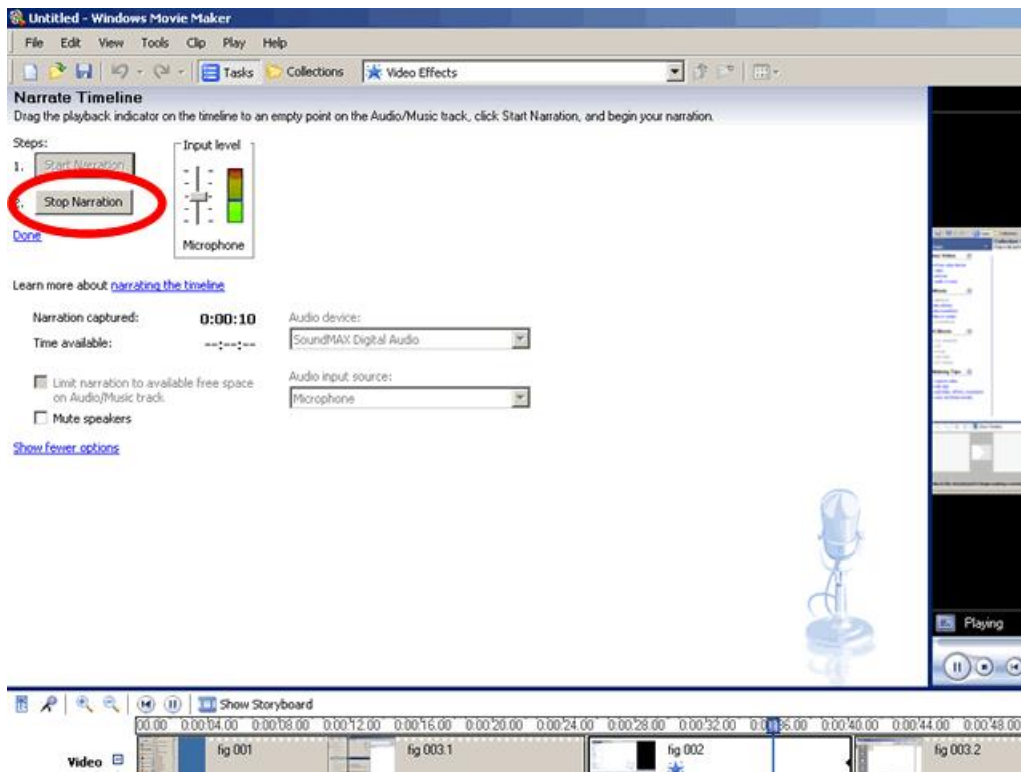 Untitled - Windows Movie Maker
File Edit View Tools Clip Play Help
Tasks Collections Video Effects
Narrate Timeline
Drag the playback indicator on the timeline to an empty point on the Audio/Music track, click Start Narration, and begin your narration.
Steps:
Input level
1. Start Narration
Stop Narration
Done
Microphone
Learn more about narrating the timeline
Narration captured: 0:00:10
Audio device:
Time available: --:--:--
SoundMAX Digital Audio
Limit narration to available free space on Audio/Music track
Audio input source:
Microphone
Mute speakers
Show fewer options
Playing
Show Storyboard
00.00 0:00:04.00 0:00:08.00 0:00:12.00 0:00:16.00 0:00:20.00 0:00:24.00 0:00:28.00 0:00:32.00 0:00:40.00 0:00:44.00 0:00:48.00
Video fig 001 fig 003.1 fig 002 fig 003.2